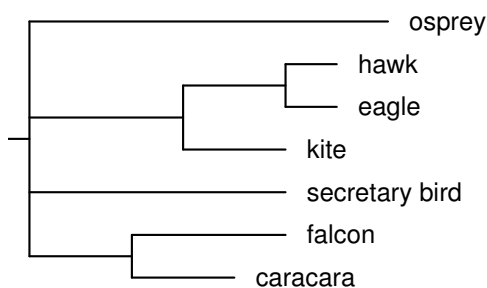 osprey
hawk
eagle
kite
secretary bird
falcon
caracara